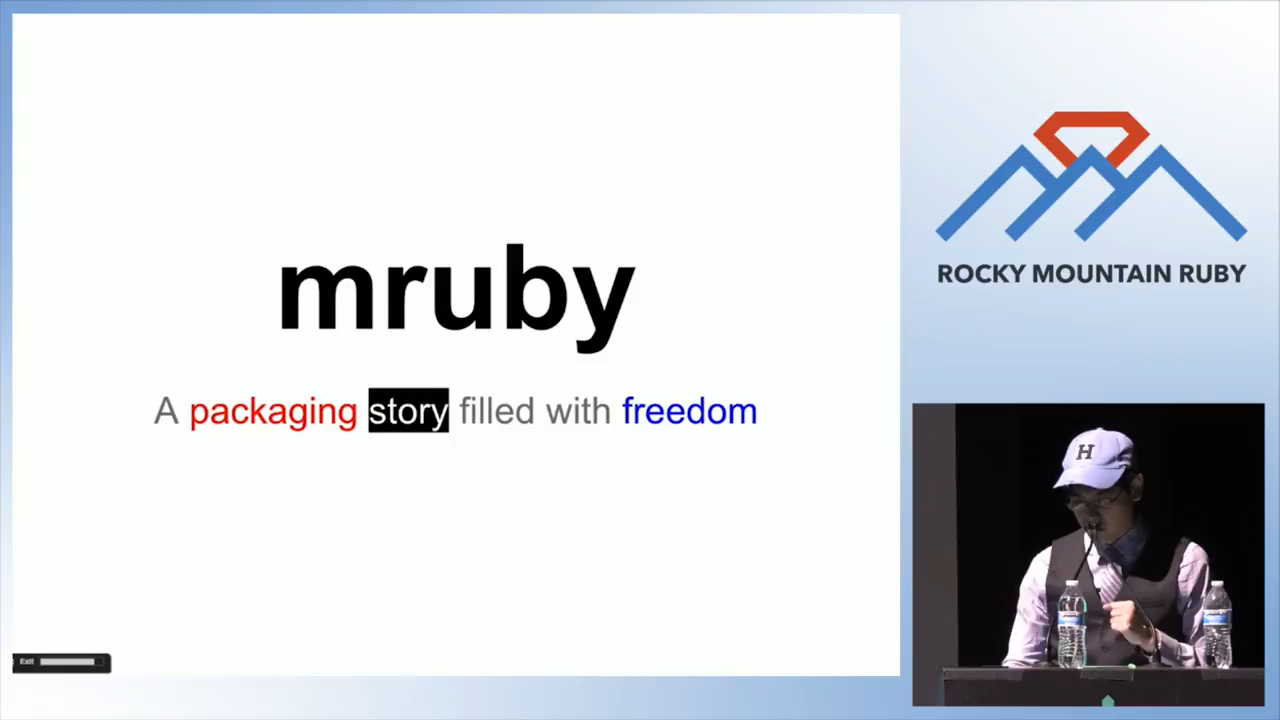 mruby
A packaging story filled with freedom
Exit
ROCKY MOUNTAIN RUBY
H